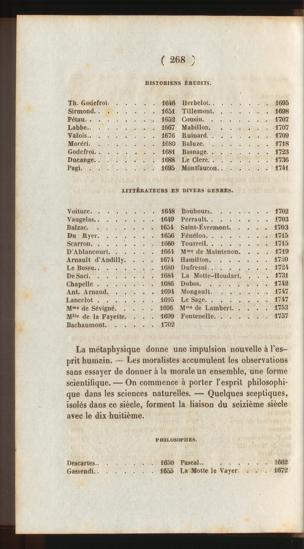 ( 268 )
HISTORIENS ÉRUDITS.
Th. Godefroi. . . . . . . 1646 Herbelot. . . . . . . . 1695
Sirmond. . . . . . . . . 1651 Tillemont. . . . . . . 1698
Pétau. . . . . . . . . . 1652 Cousin. . . . . . . . . 1707
Labbe. . . . . . . . . . 1667 Mabillon. . . . . . . . 1707
Valois. . . . . . . . . . 1676 Ruinard. . . . . . . . 1709
Moréri. . . . . . . . . . 1680 Baluze. . . . . . . . . 1718
Godefroi. . . . . . . . . 1681 Basnage. . . . . . . . 1723
Ducange. . . . . . . . . 1688 Le Clerc. . . . . . . . 1736
Pagi. . . . . . . . . . . 1695 Montfaucon. . . . . . . 1741
LITTÉRATEURS EN DIVERS GENRES.
Voiture. . . . . . . . . 1648 Bouhours. . . . . . . . 1702
Vaugelas. . . . . . . . . 1649 Perrault. . . . . . . . 1703
Balzac. . . . . . . . . . 1654 Saint-Évremont. . . . . 1703
Du Ryer. . . . . . . . . 1656 Fénélon. . . . . . . . 1715
Scarron. . . . . . . . . 1660 Tourreil. . . . . . . . 1715
D'Ablancourt. . . . . . . 1664 Mme de Maintenon. . . . 1719
Arnault d'Andilly. . . . . 1674 Hamilton. . . . . . . . 1720
Le Bossu. . . . . . . . . 1680 Dufresni. . . . . . . . 1724
De Saci. . . . . . . . . 1684 La Motte-Houdart. . . . 1731
Chapelle . . . . . . . . 1686 Dubos. . . . . . . . . 1742
Ant. Arnaud. . . . . . . 1694 Mongault. . . . . . . . 1747
Lancelot . . . . . . . . 1695 Le Sage. . . . . . . . 1747
Mme de Sévigné. . . . . . 1696 Mme de Lambert. . . . . 1753
Mlle de la Fayette. . . . . 1699 Fontenelle. . . . . . . 1757
Bachaumont. . . . . . . . 1702
La métaphysique donne une impulsion nouvelle à l'es-
prit humain. — Les moralistes accumulent les observations
sans essayer de donner à la morale un ensemble, une forme
scientifique. — On commence à porter l'esprit philosophi-
que dans les sciences naturelles. — Quelques sceptiques,
isolés dans ce siècle, forment la liaison du seizième siècle
avec le dix-huitième.
PHILOSOPHES.
Descartes. . . . . . . . 1650 Pascal. . . . . . . . . 1662
Gassendi. . . . . . . . . 1655 La Motte le Vayer . . . . 1672